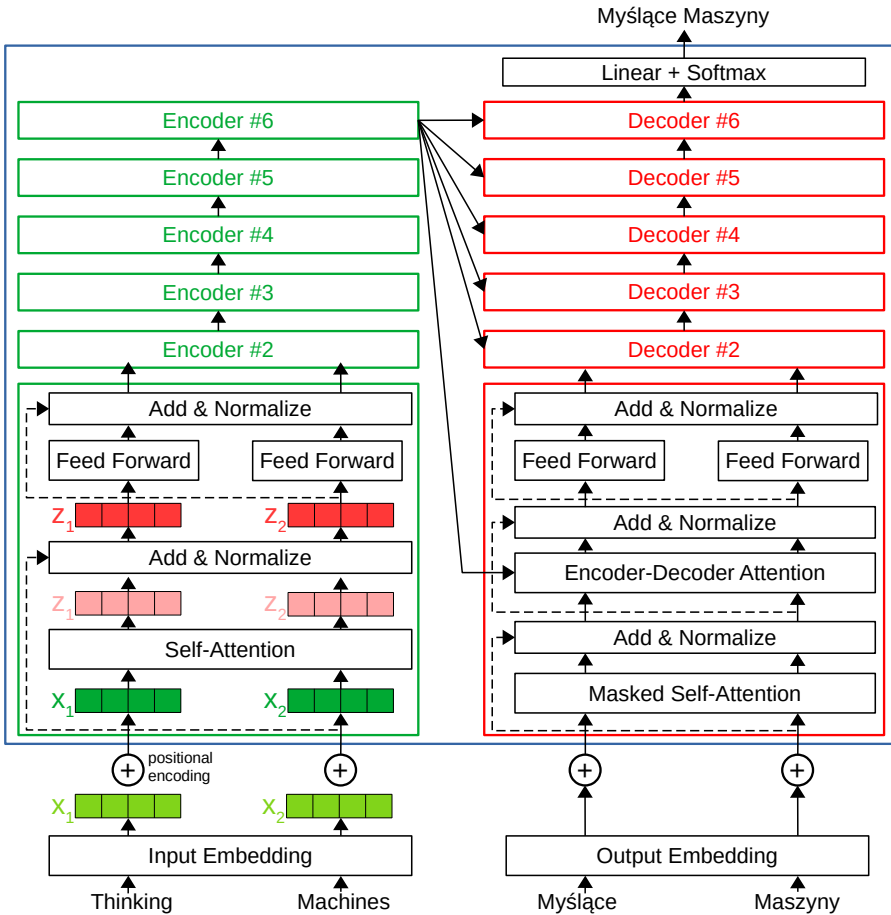 Myślące Maszyny
Linear + Softmax
Encoder #6
Decoder #6
Encoder #5
Decoder #5
Encoder #4
Decoder #4
Encoder #3
Decoder #3
Encoder #2
Decoder #2
Add & Normalize
Feed Forward
Feed Forward
z1
z2
Add & Normalize
z1
z2
Self-Attention
x1
x2
Add & Normalize
Feed Forward
Feed Forward
Add & Normalize
Encoder-Decoder Attention
Add & Normalize
Masked Self-Attention
+
positional
encoding
+
+
+
x1
x2
Input Embedding
Output Embedding
Thinking
Machines
Myślące
Maszyny